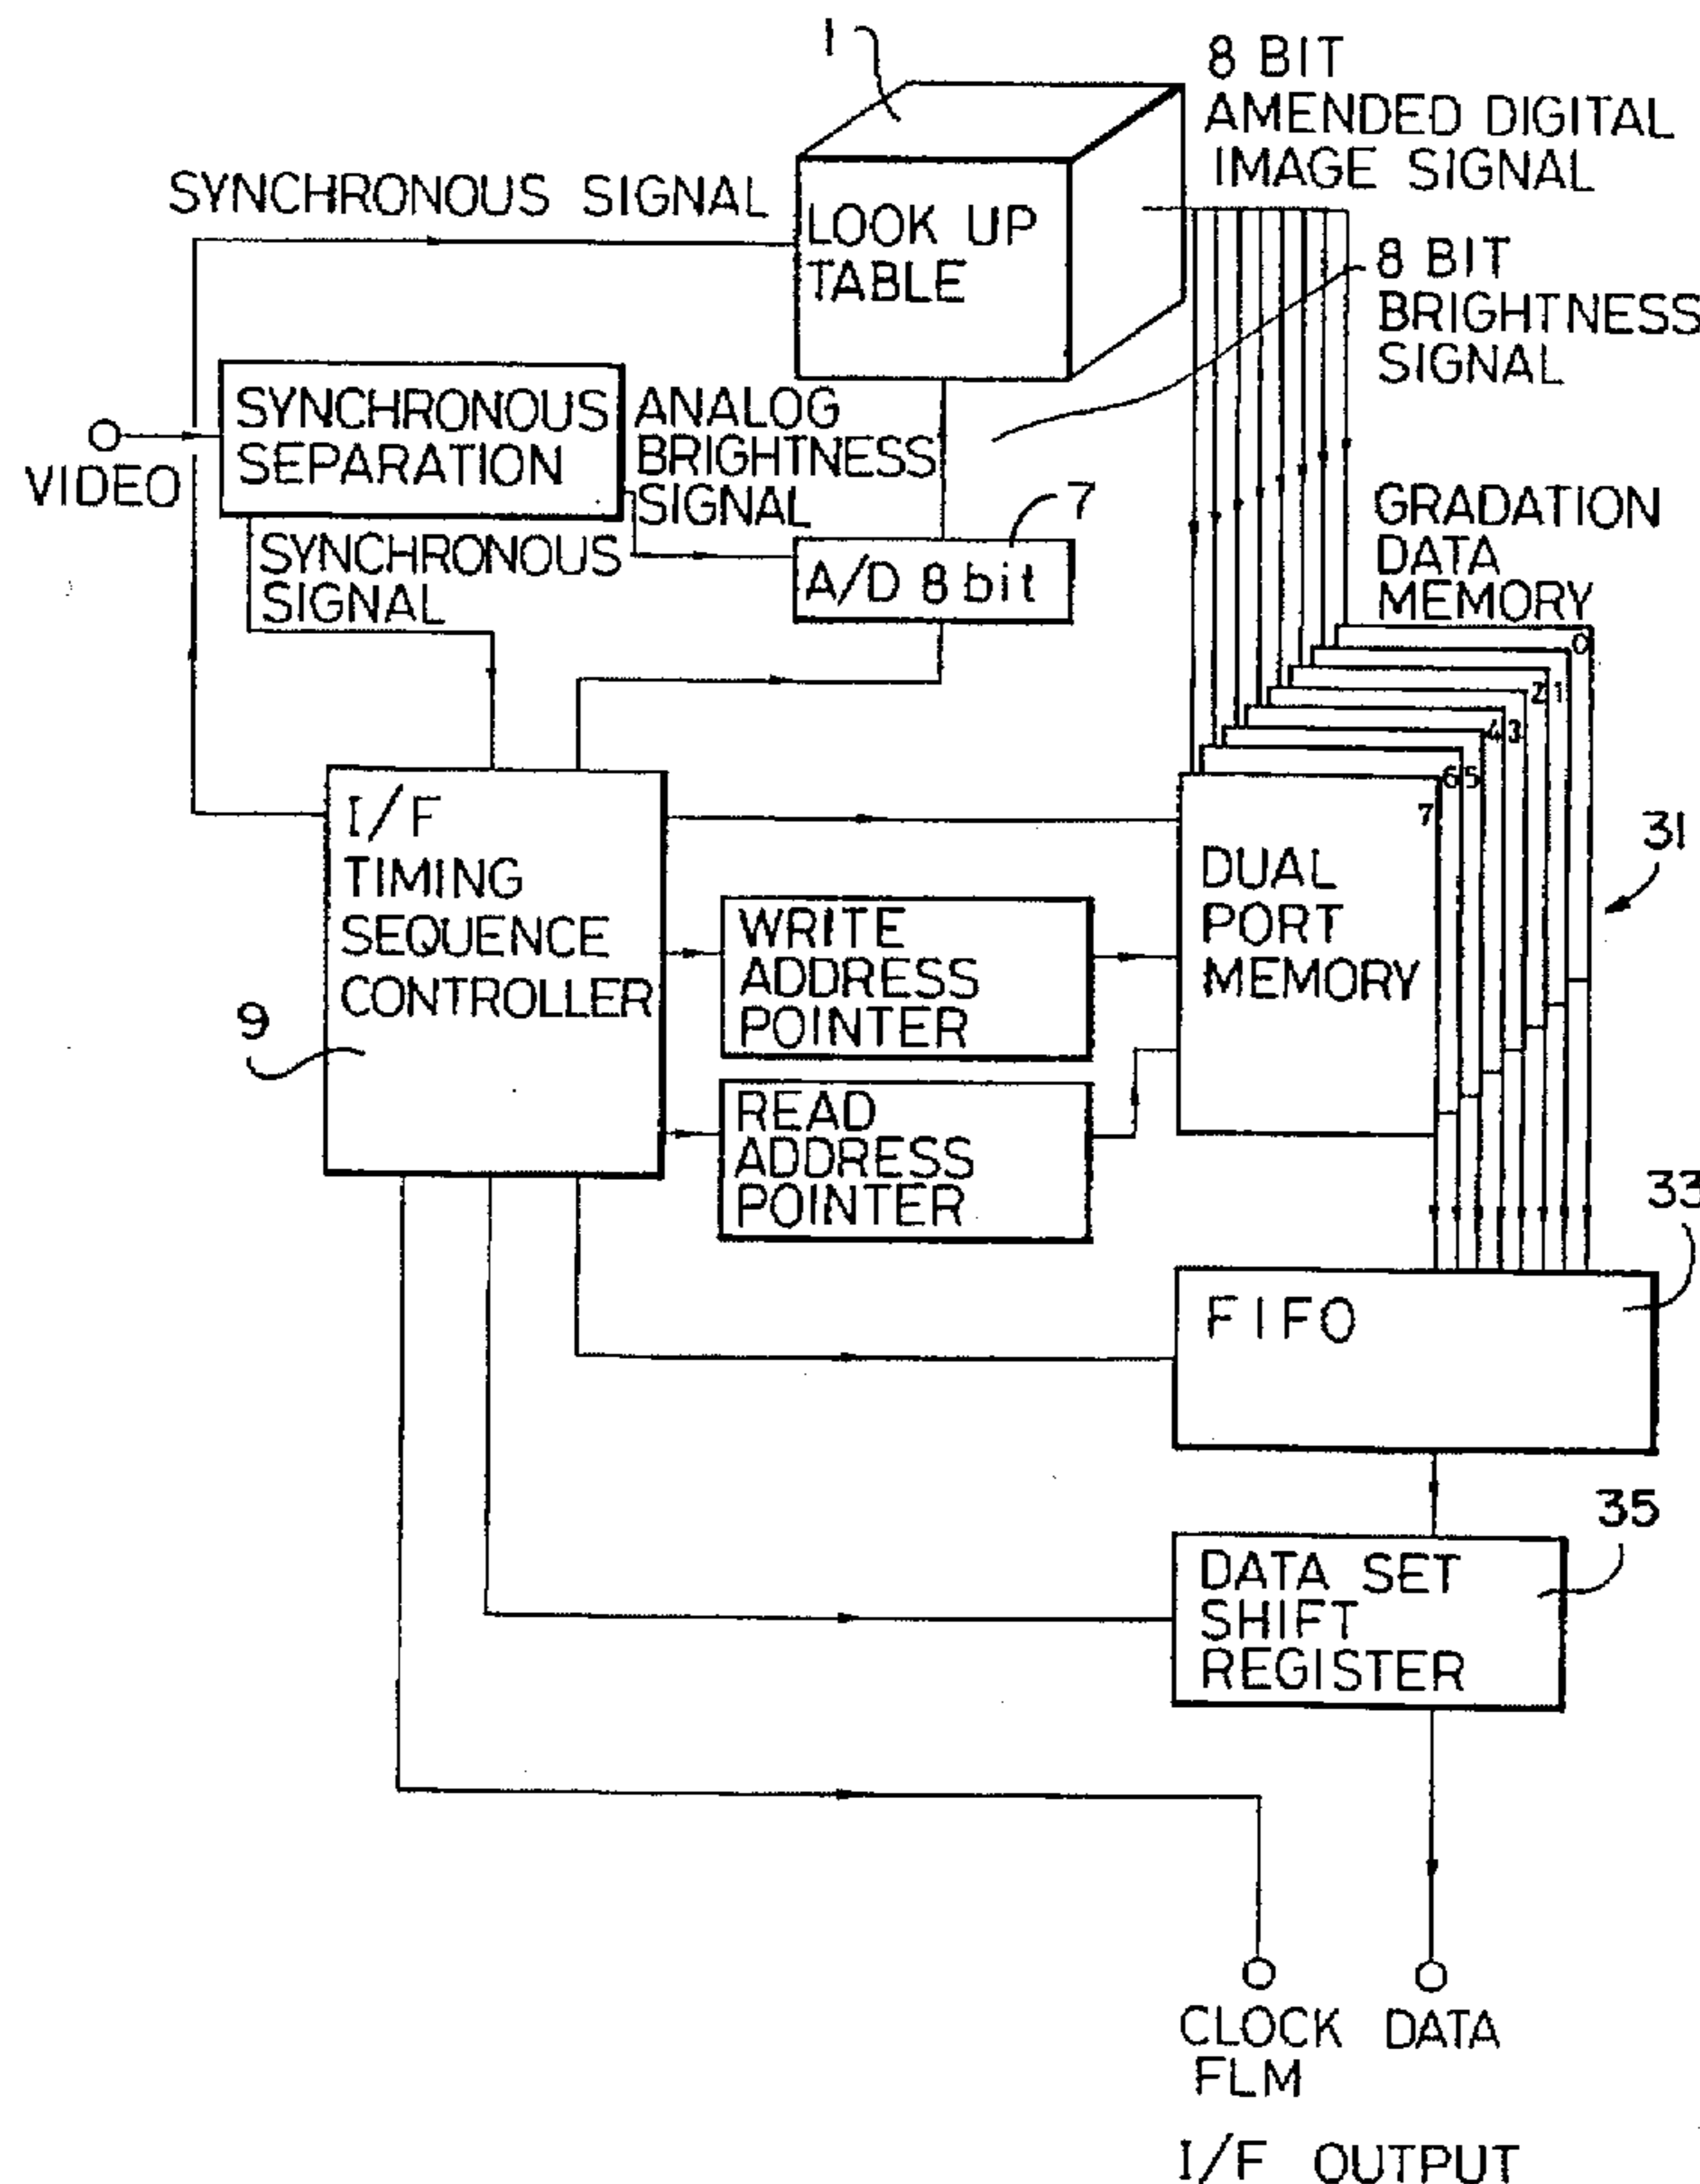 1
8 BIT
AMENDED DIGITAL
IMAGE SIGNAL
SYNCHRONOUS SIGNAL
LOOK UP
TABLE
8 BIT
BRIGHTNESS
SIGNAL
SYNCHRONOUS
SEPARATION
ANALOG
BRIGHTNESS
SIGNAL
VIDEO
7
GRADATION
DATA
MEMORY
SYNCHRONOUS
SIGNAL
A/D 8 bit
0
2 1
4 3
6 5
7
I/F
TIMING
SEQUENCE
CONTROLLER
31
DUAL
PORT
MEMORY
WRITE
ADDRESS
POINTER
9
READ
ADDRESS
POINTER
33
FIFO
35
DATA SET
SHIFT
REGISTER
CLOCK DATA
FLM
I/F OUTPUT